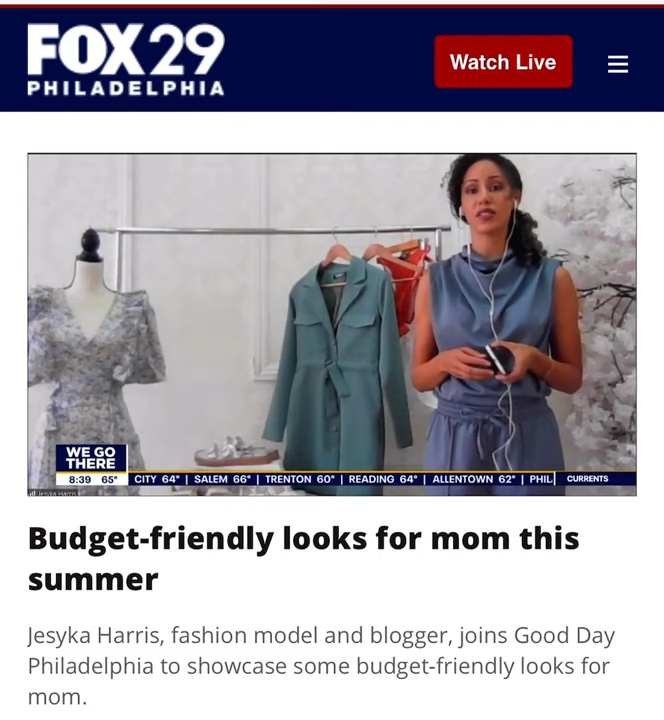 FOX 29
PHILADELPHIA
Watch Live
WE GO
THERE
8:39 65° CITY 64° | SALEM 66° | TRENTON 60° | READING 64° | ALLENTOWN 62° | PHIL CURRENTS
Jesyka Harris
Budget-friendly looks for mom this
summer
Jesyka Harris, fashion model and blogger, joins Good Day
Philadelphia to showcase some budget-friendly looks for
mom.